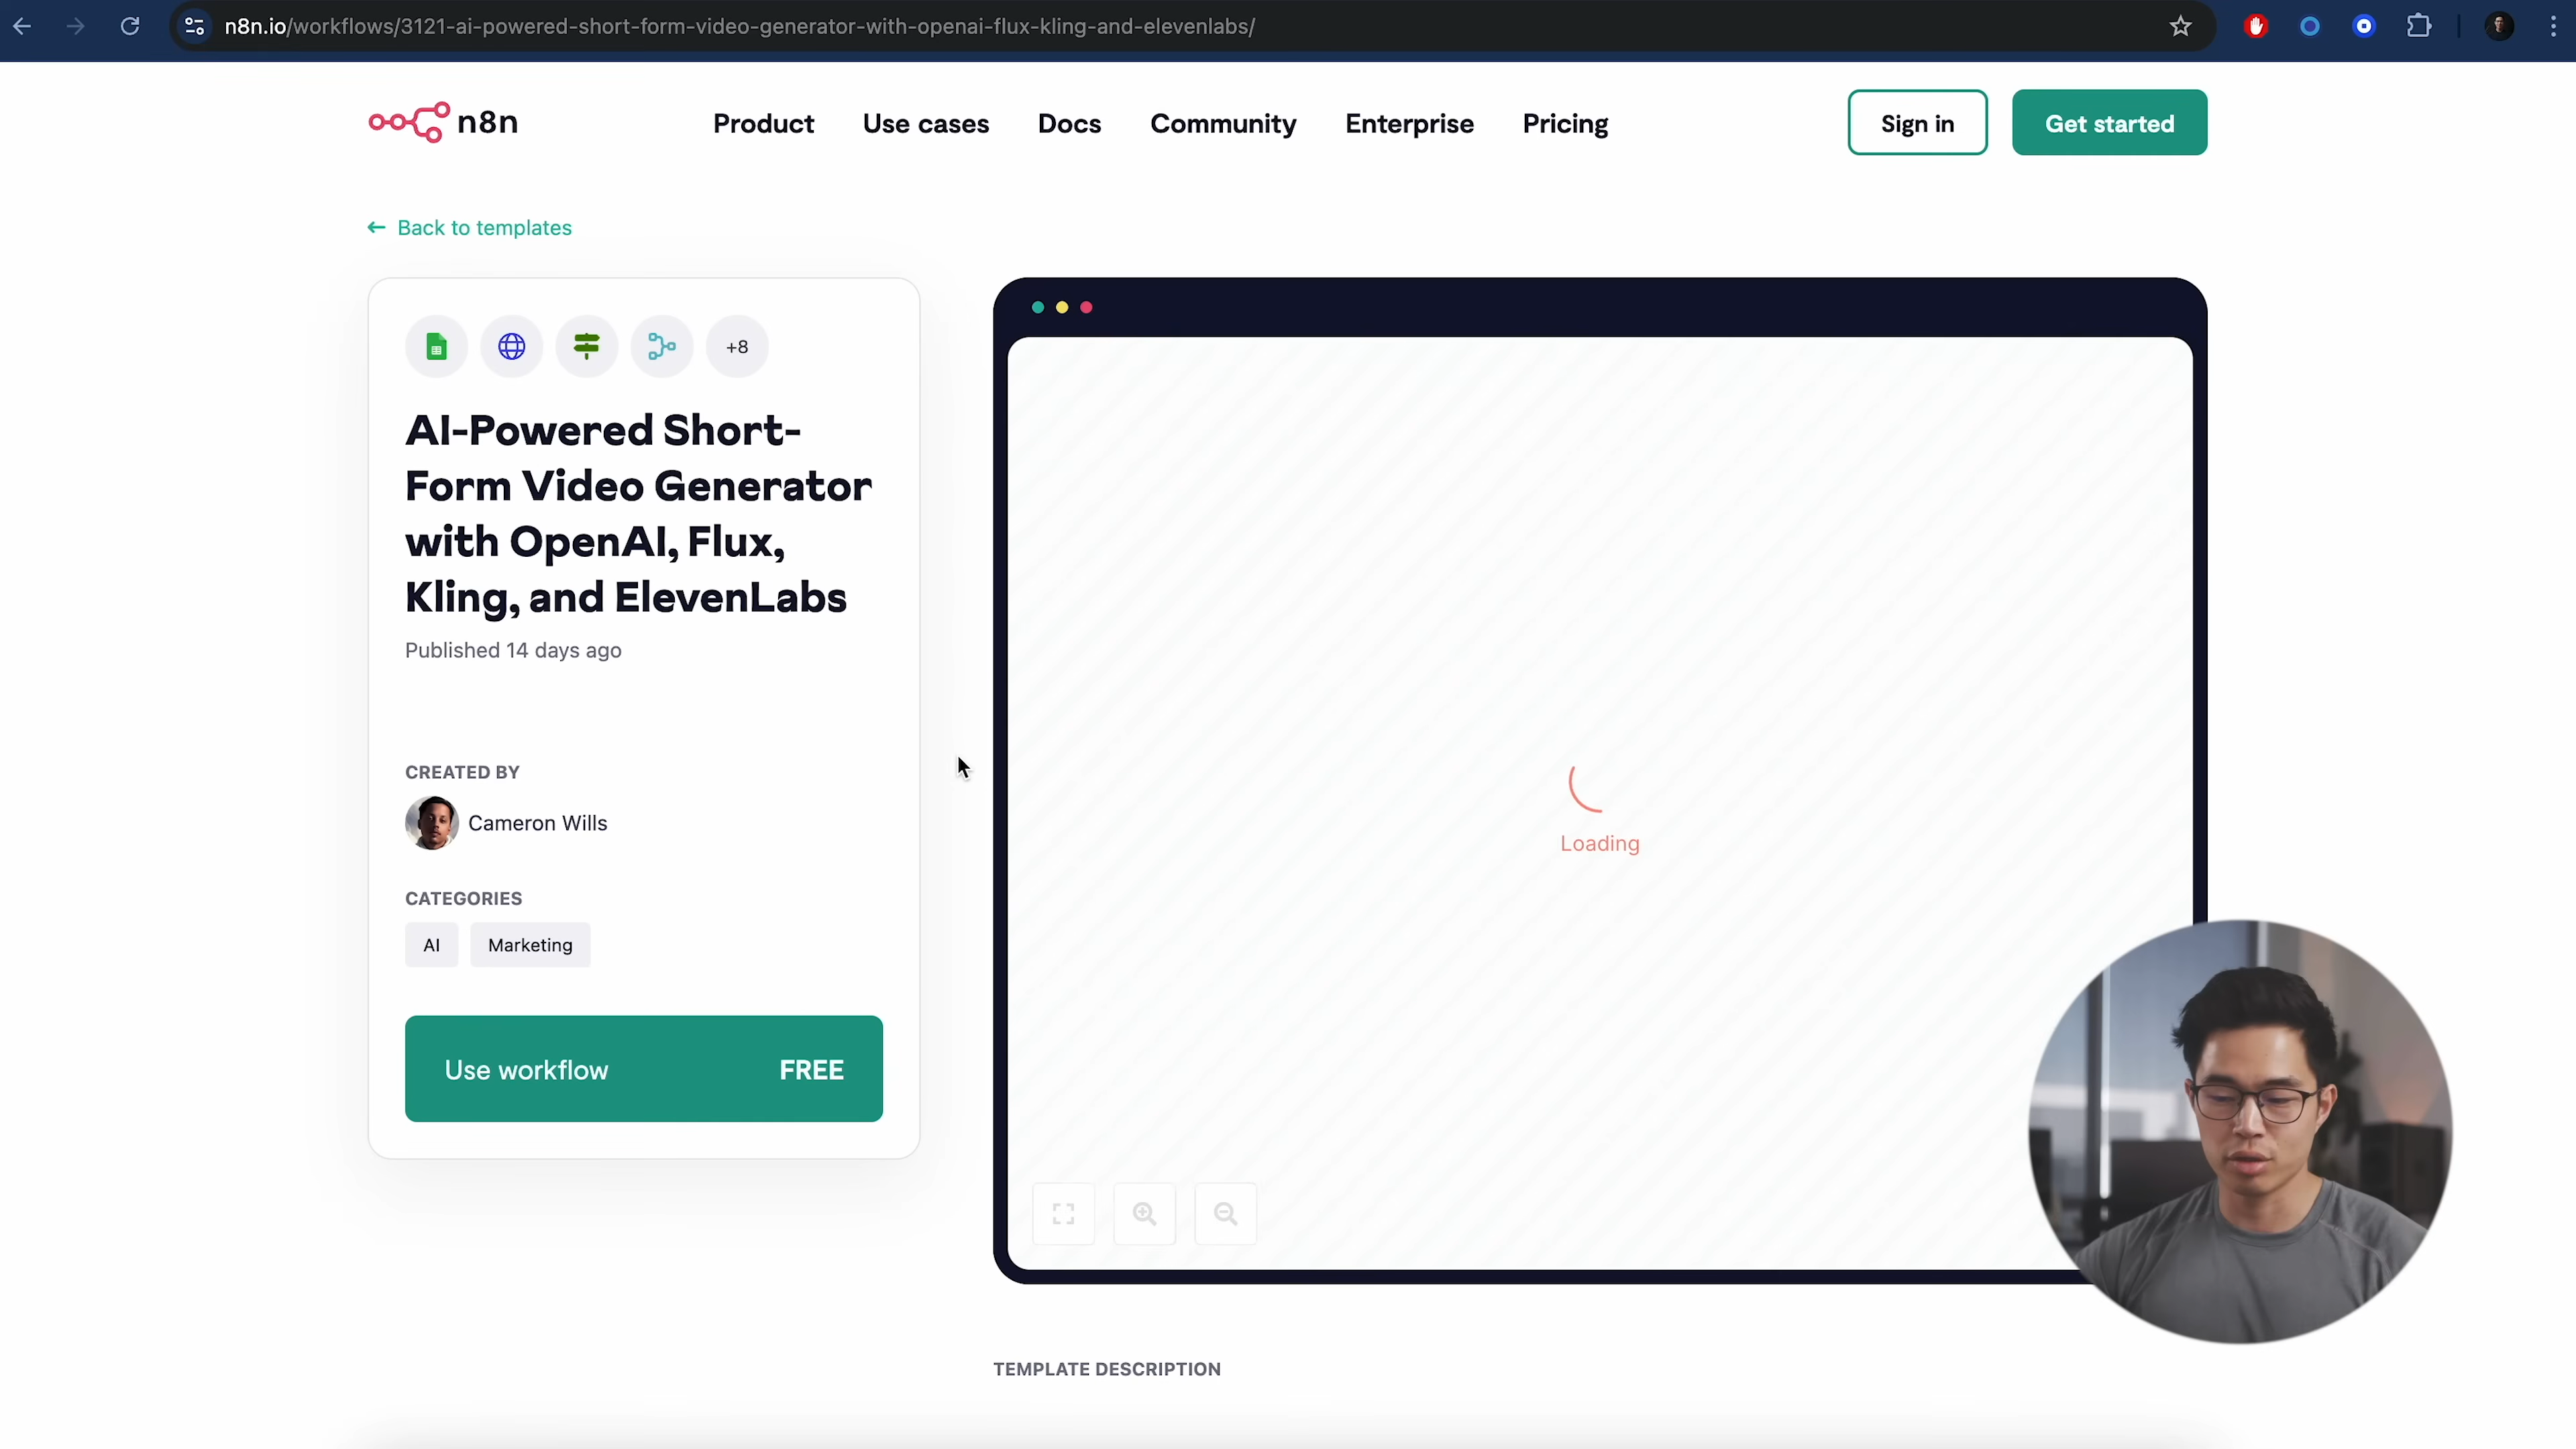 n8n.io/workflows/3121-ai-powered-short-form-video-generator-with-openai-flux-kling-and-elevenlabs/
n8n
Product
Use cases
Docs
Community
Enterprise
Pricing
Sign in
Get started
← Back to templates
+8
AI-Powered Short-
Form Video Generator
with OpenAI, Flux,
Kling, and ElevenLabs
Published 14 days ago
CREATED BY
Cameron Wills
CATEGORIES
AI
Marketing
Use workflow
FREE
Loading
TEMPLATE DESCRIPTION